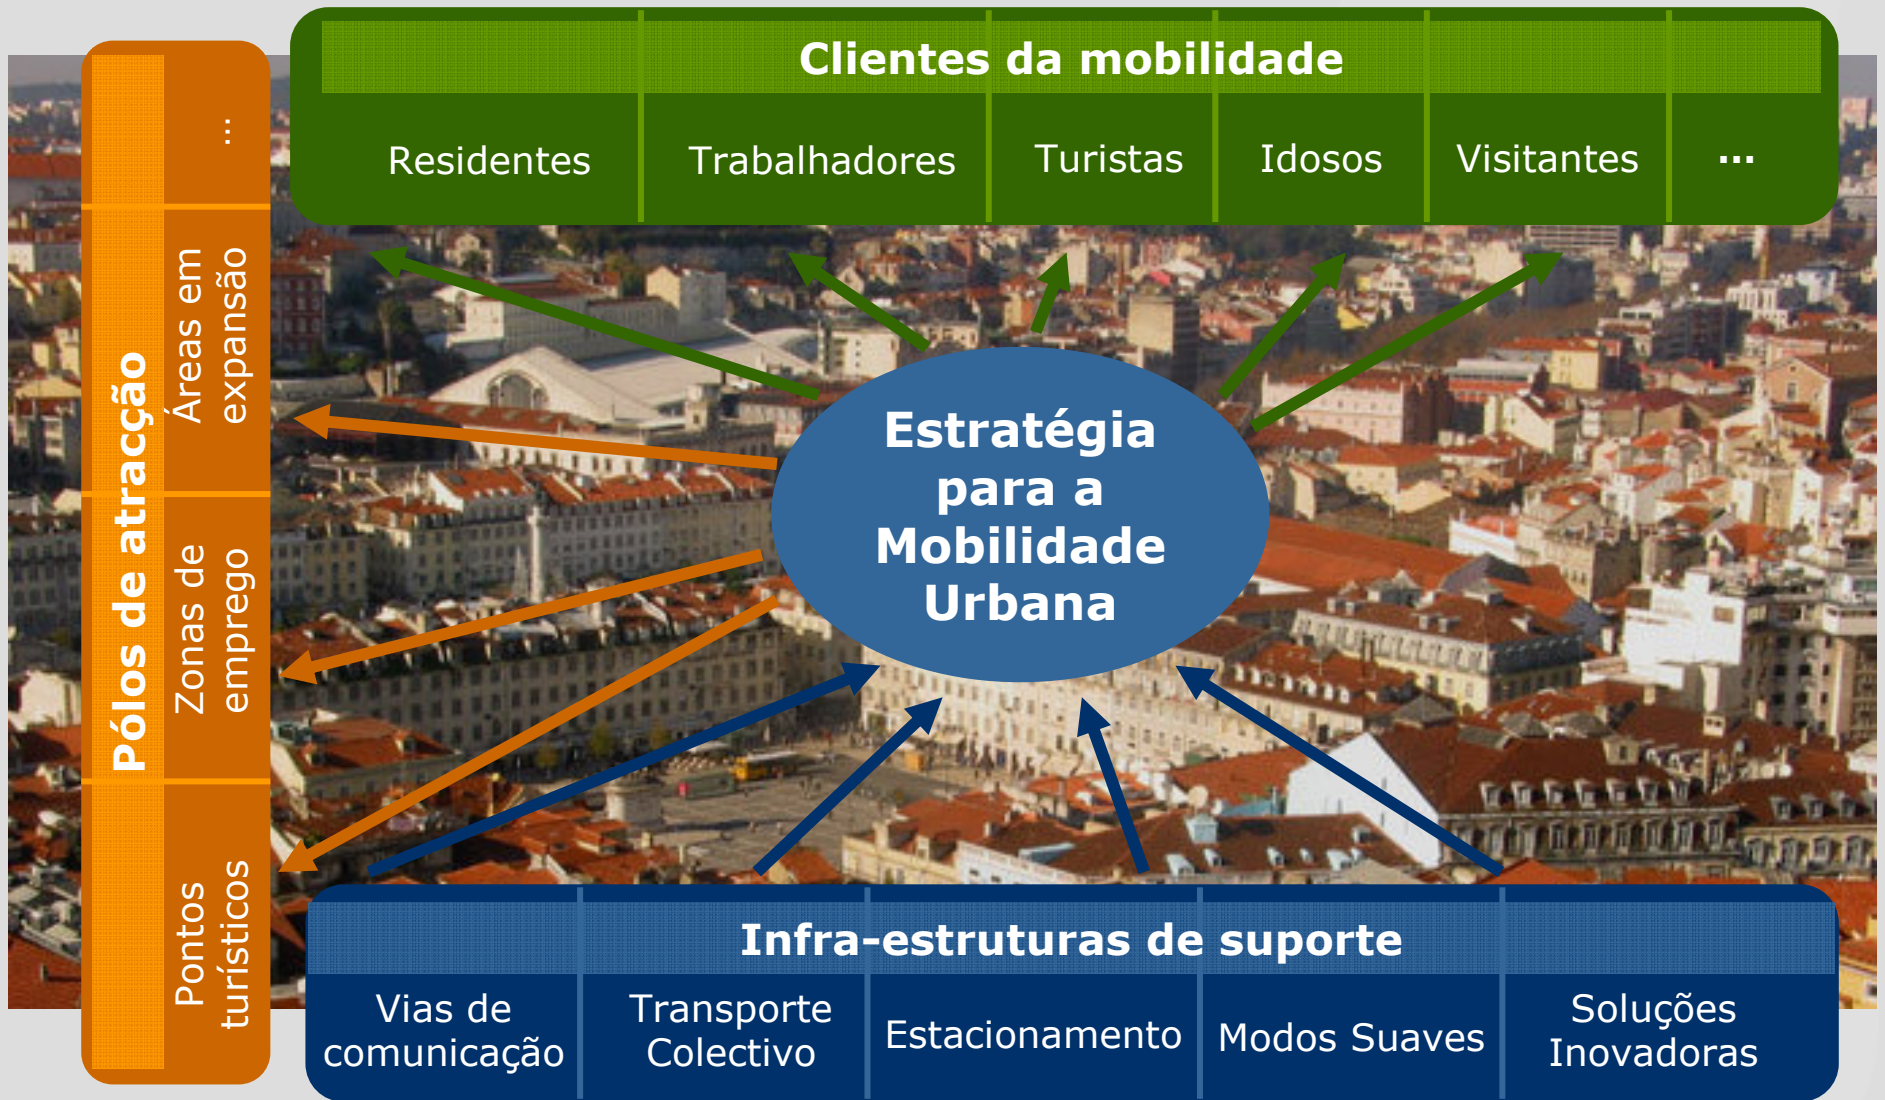 Clientes da mobilidade
Residentes
Trabalhadores
Turistas
Idosos
Visitantes
...
Pólos de atracção
...
Áreas em
expansão
Zonas de
emprego
Pontos
turísticos
Estratégia
para a
Mobilidade
Urbana
Infra-estruturas de suporte
Vias de
comunicação
Transporte
Colectivo
Estacionamento
Modos Suaves
Soluções
Inovadoras